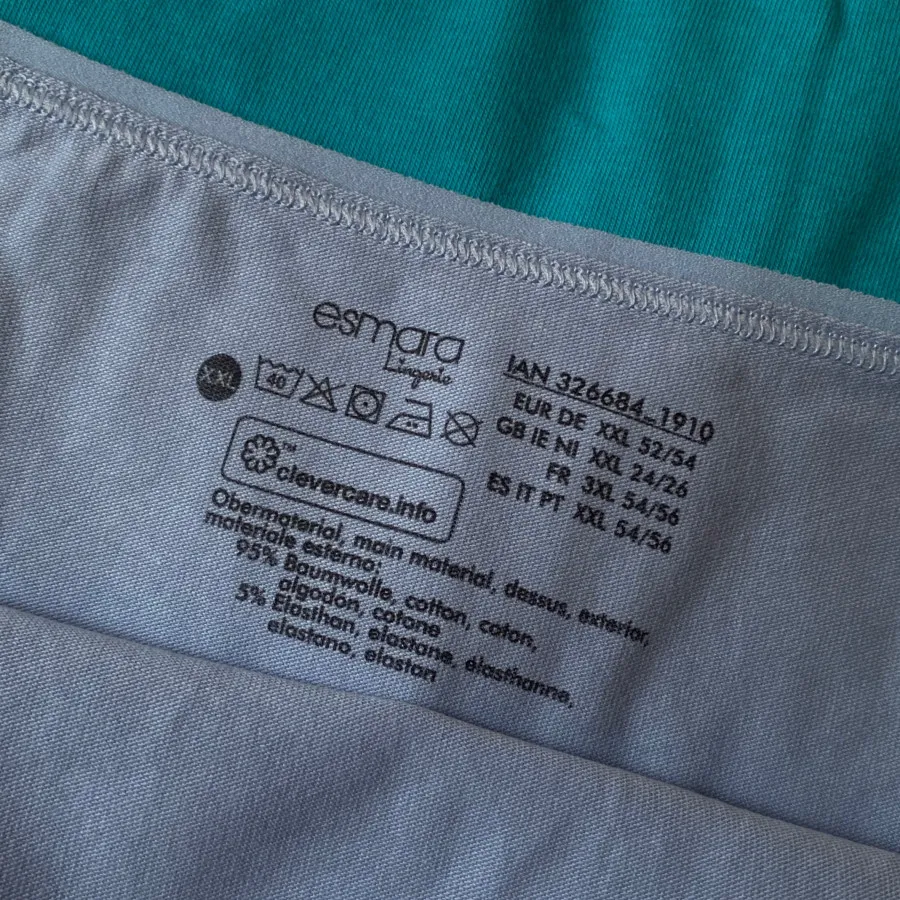 esmara
Lingerie
XXL 40
clevercare.info
IAN 326684_1910
EUR DE XXL 52/54
GB IE NI XXL 24/26
FR 3XL 54/56
ES IT PT XXL 54/56
Obermaterial, main material, dessus, exterior,
materiale esterno:
95% Baumwolle, cotton, coton,
algodon, cotone
5% Elasthan, elastane, élasthanne,
elastano, elastan